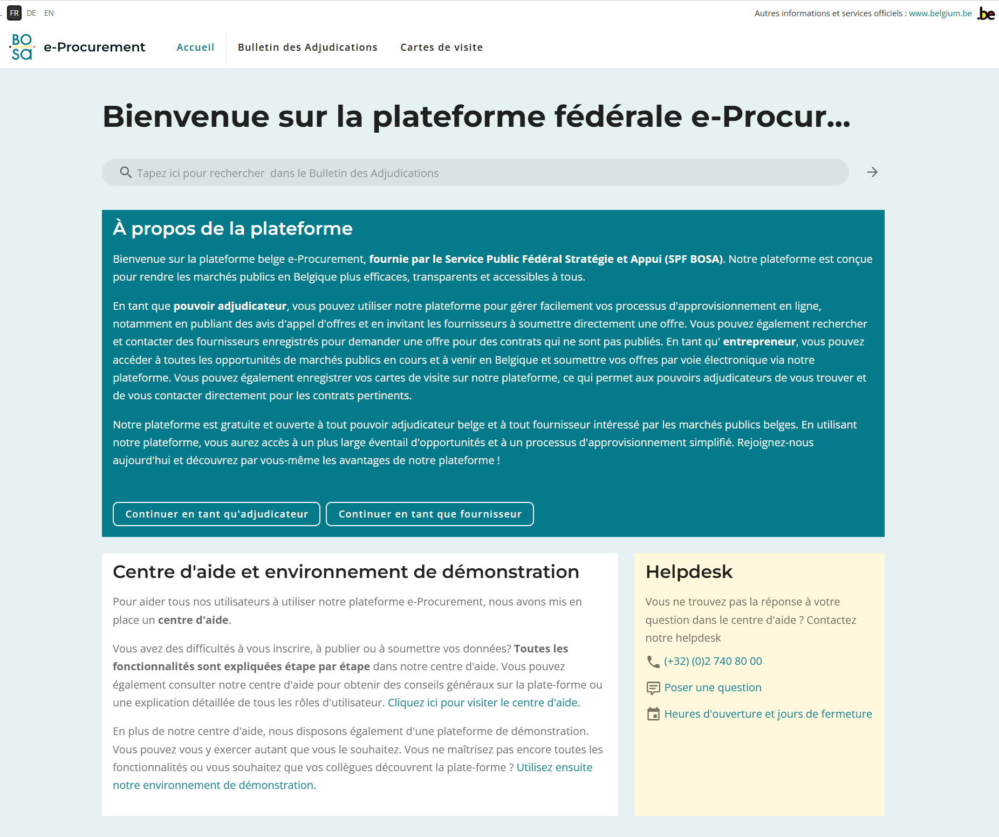 FR DE EN
Autres informations et services officiels : www.belgium.be .be
BOSA e-Procurement Accueil Bulletin des Adjudications Cartes de visite
Bienvenue sur la plateforme fédérale e-Procur...
Tapez ici pour rechercher dans le Bulletin des Adjudications
À propos de la plateforme
Bienvenue sur la plateforme belge e-Procurement, fournie par le Service Public Fédéral Stratégie et Appui (SPF BOSA). Notre plateforme est conçue
pour rendre les marchés publics en Belgique plus efficaces, transparents et accessibles à tous.
En tant que pouvoir adjudicateur, vous pouvez utiliser notre plateforme pour gérer facilement vos processus d'approvisionnement en ligne,
notamment en publiant des avis d'appel d'offres et en invitant les fournisseurs à soumettre directement une offre. Vous pouvez également rechercher
et contacter des fournisseurs enregistrés pour demander une offre pour des contrats qui ne sont pas publiés. En tant qu' entrepreneur, vous pouvez
accéder à toutes les opportunités de marchés publics en cours et à venir en Belgique et soumettre vos offres par voie électronique via notre
plateforme. Vous pouvez également enregistrer vos cartes de visite sur notre plateforme, ce qui permet aux pouvoirs adjudicateurs de vous trouver et
de vous contacter directement pour les contrats pertinents.
Notre plateforme est gratuite et ouverte à tout pouvoir adjudicateur belge et à tout fournisseur intéressé par les marchés publics belges. En utilisant
notre plateforme, vous aurez accès à un plus large éventail d'opportunités et à un processus d'approvisionnement simplifié. Rejoignez-nous
aujourd'hui et découvrez par vous-même les avantages de notre plateforme !
Continuer en tant qu'adjudicateur
Continuer en tant que fournisseur
Centre d'aide et environnement de démonstration
Pour aider tous nos utilisateurs à utiliser notre plateforme e-Procurement, nous avons mis en
place un centre d'aide.
Vous avez des difficultés à vous inscrire, à publier ou à soumettre vos données? Toutes les
fonctionnalités sont expliquées étape par étape dans notre centre d'aide. Vous pouvez
également consulter notre centre d'aide pour obtenir des conseils généraux sur la plate-forme ou
une explication détaillée de tous les rôles d'utilisateur. Cliquez ici pour visiter le centre d'aide.
En plus de notre centre d'aide, nous disposons également d'une plateforme de démonstration.
Vous pouvez vous y exercer autant que vous le souhaitez. Vous ne maîtrisez pas encore toutes les
fonctionnalités ou vous souhaitez que vos collègues découvrent la plate-forme ? Utilisez ensuite
notre environnement de démonstration.
Helpdesk
Vous ne trouvez pas la réponse à votre
question dans le centre d'aide ? Contactez
notre helpdesk
(+32) (0)2 740 80 00
Poser une question
Heures d'ouverture et jours de fermeture